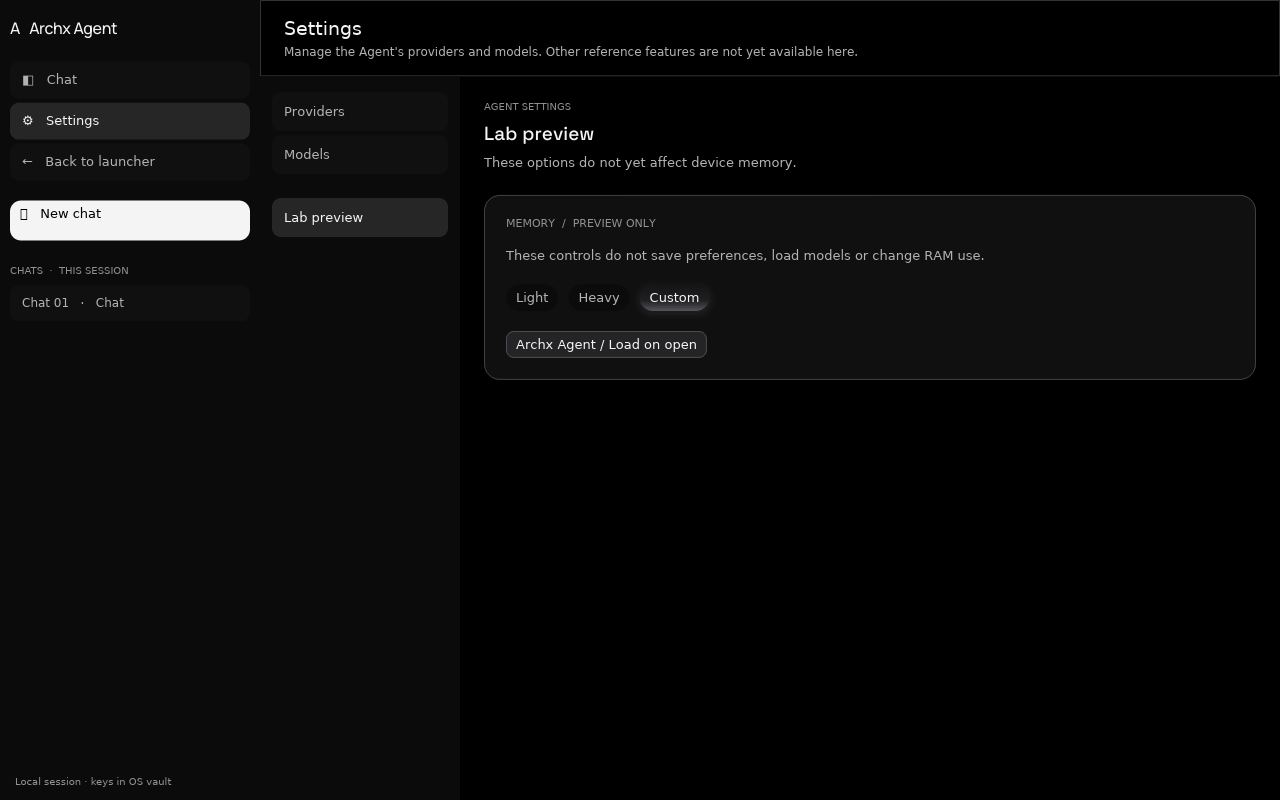 A Archx Agent
Chat
Settings
← Back to launcher
New chat
CHATS · THIS SESSION
Chat 01 · Chat
Local session · keys in OS vault
Settings
Manage the Agent's providers and models. Other reference features are not yet available here.
Providers
Models
Lab preview
AGENT SETTINGS
Lab preview
These options do not yet affect device memory.
MEMORY / PREVIEW ONLY
These controls do not save preferences, load models or change RAM use.
Light Heavy Custom
Archx Agent / Load on open